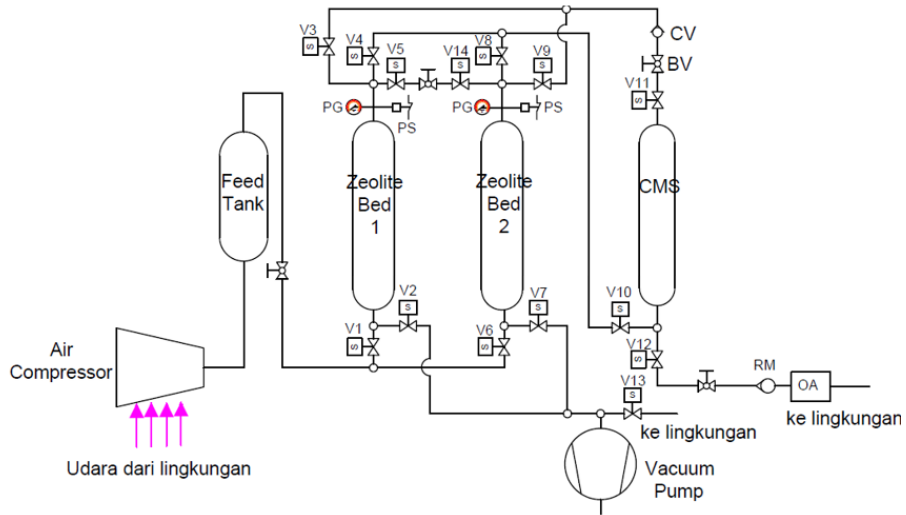 V3
V4
V5
V14
V8
V9
CV
BV
V11
S
S
S
S
S
S
S
PG
PS
PG
PS
Feed
Tank
Zeolite
Bed
1
Zeolite
Bed
2
CMS
V2
V7
V10
S
S
S
V1
V6
V12
S
S
S
Air
Compressor
V13
S
RM
OA
ke lingkungan
ke lingkungan
Udara dari lingkungan
Vacuum
Pump